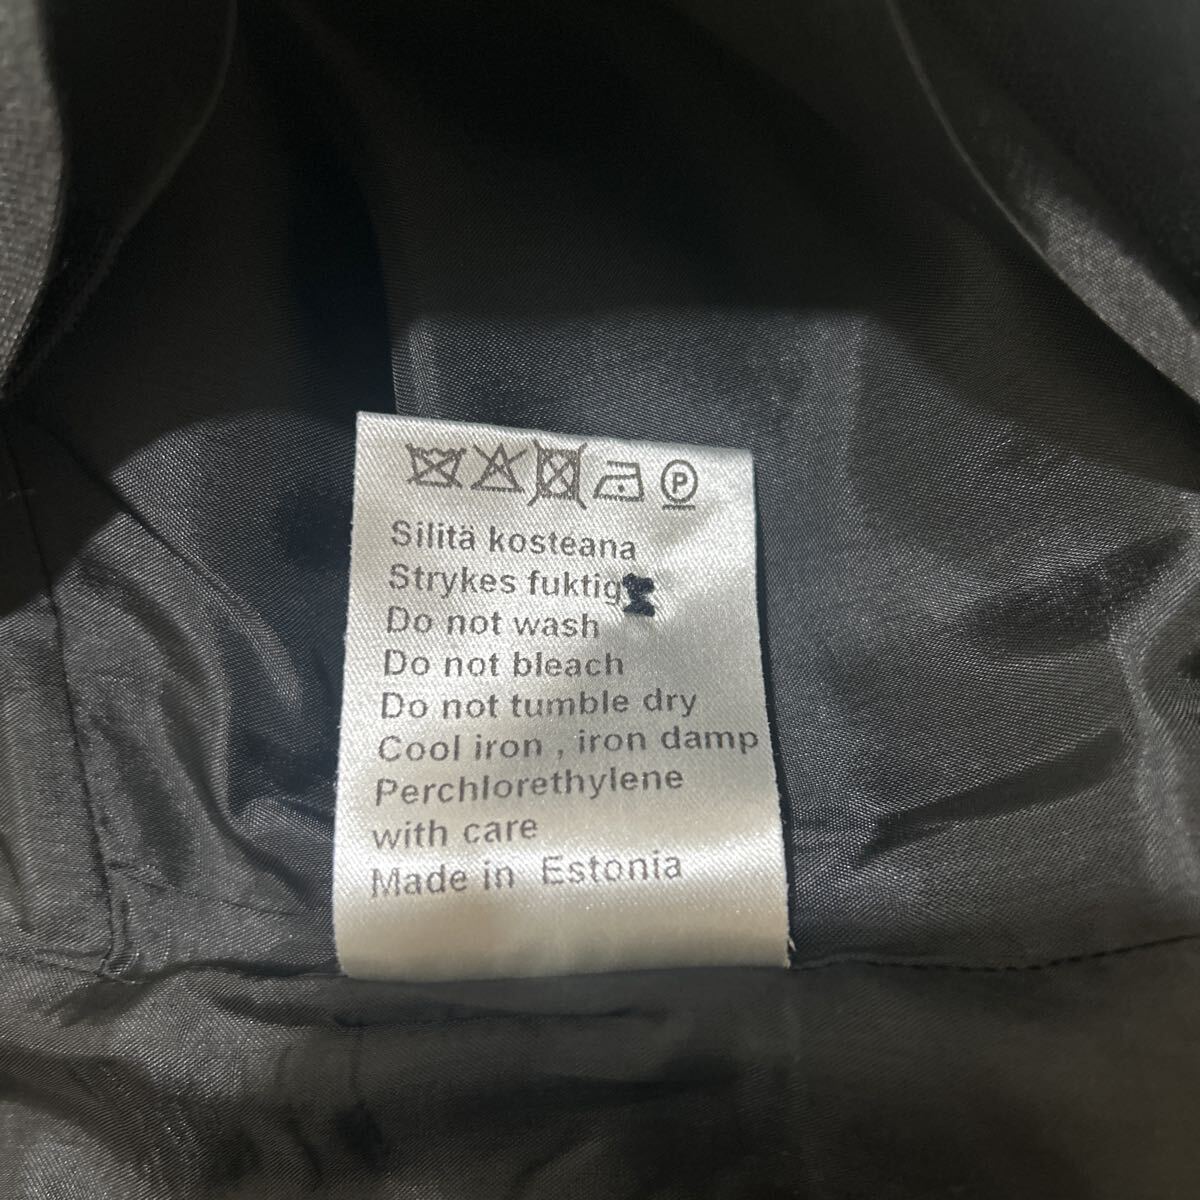 P
Silitä kosteana
Strykes fuktig
Do not wash
Do not bleach
Do not tumble dry
Cool iron , iron damp
Perchlorethylene
with care
Made in Estonia